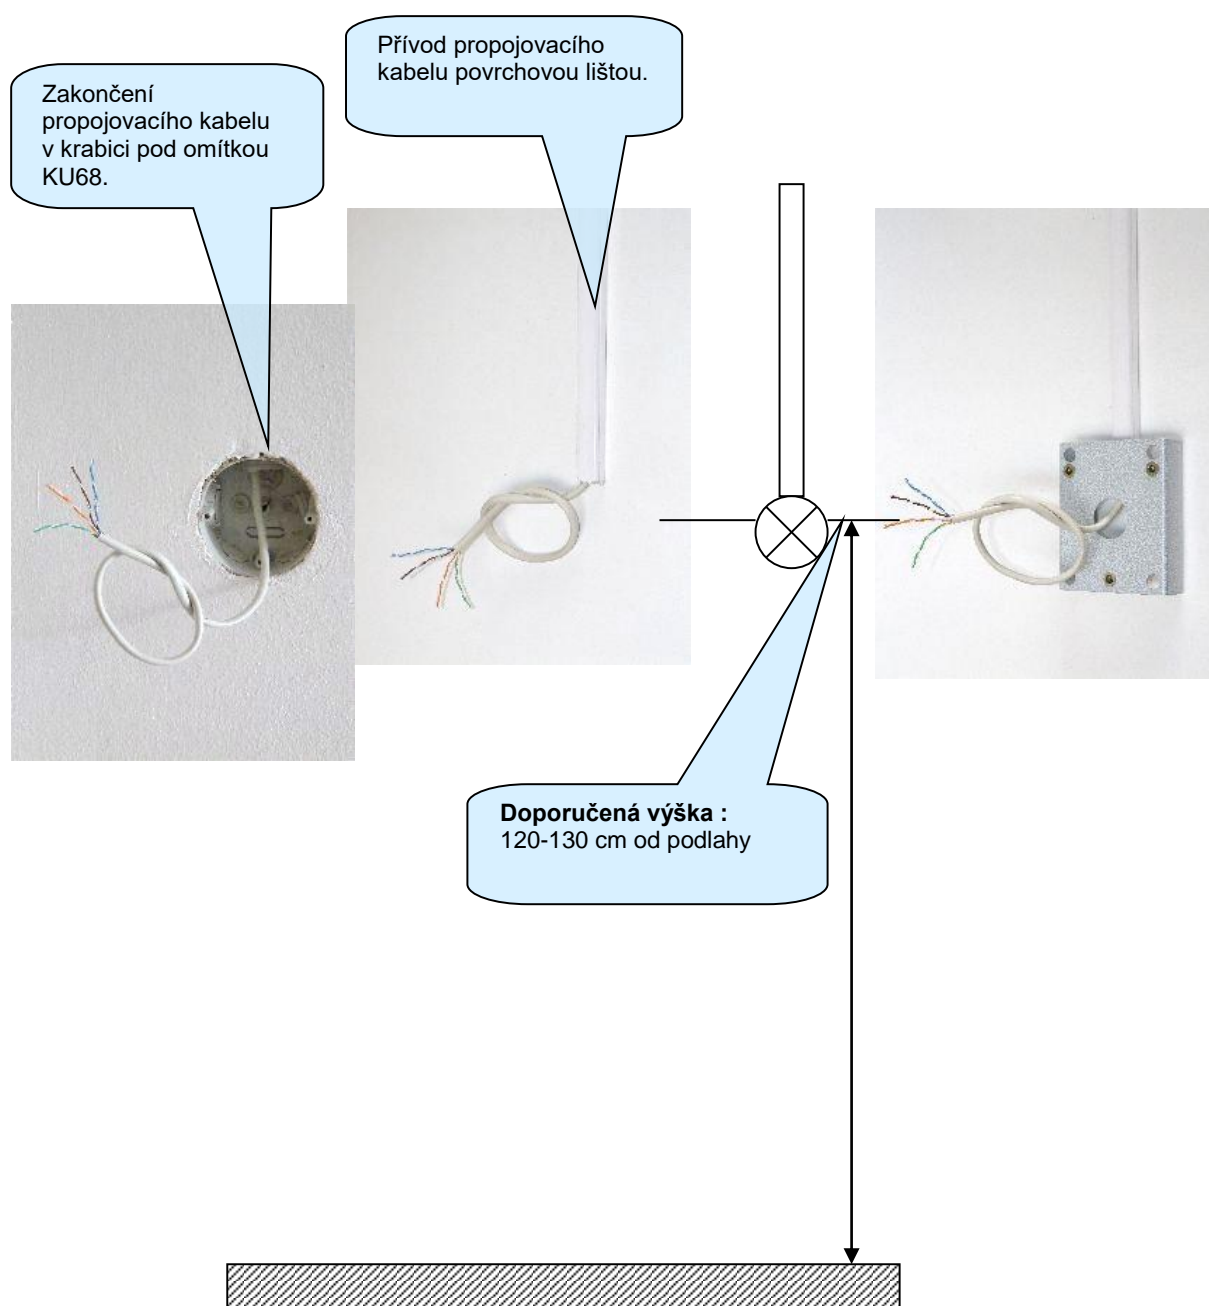 Přívod propojovacího
kabelu povrchovou lištou.
Zakončení
propojovacího kabelu
v krabici pod omítkou
KU68.
Doporučená výška :
120-130 cm od podlahy